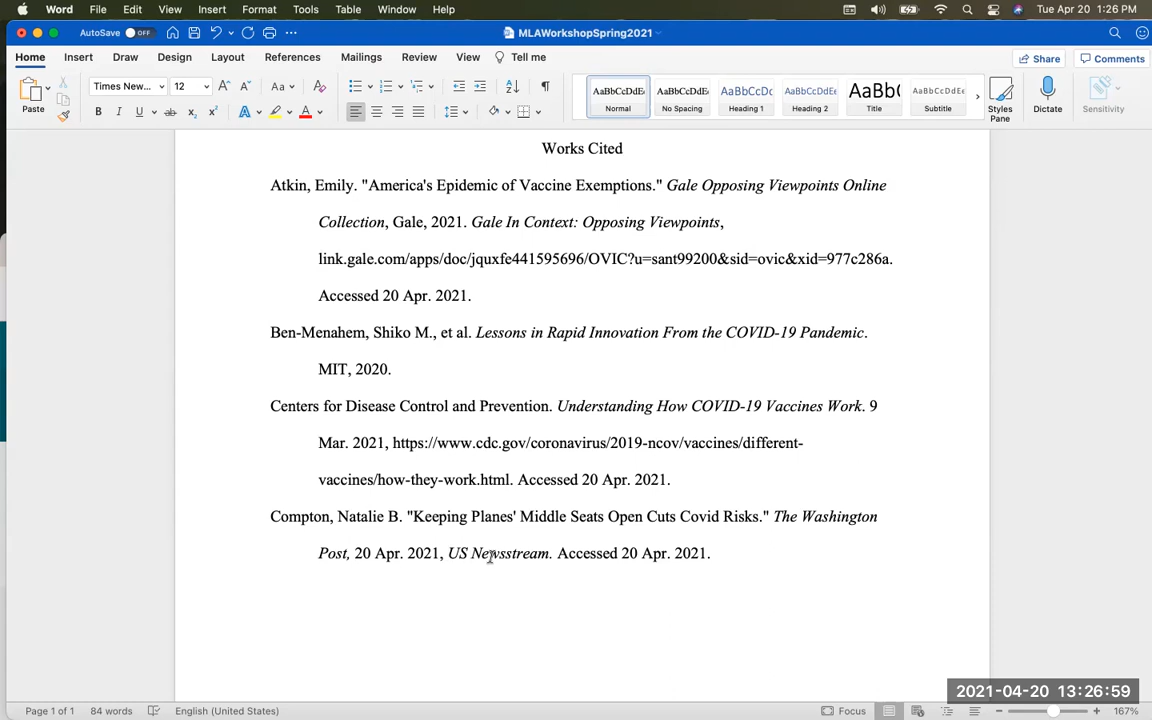 Word File Edit View Insert Format Tools Table Window Help Tue Apr 20 1:26 PM
AutoSave OFF MLAWorkshopSpring2021
Home Insert Draw Design Layout References Mailings Review View Tell me Share Comments
Paste Times New... 12 Aa
AaBbCcDdE AaBbCcDdE AaBbCcDc AaBbCcDdE AaBb( AaBbCcDdE
Normal No Spacing Heading 1 Heading 2 Title Subtitle Styles Pane Dictate Sensitivity
Works Cited
Atkin, Emily. "America's Epidemic of Vaccine Exemptions." Gale Opposing Viewpoints Online
Collection, Gale, 2021. Gale In Context: Opposing Viewpoints,
link.gale.com/apps/doc/jquxfe441595696/OVIC?u=sant99200&sid=ovic&xid=977c286a.
Accessed 20 Apr. 2021.
Ben-Menahem, Shiko M., et al. Lessons in Rapid Innovation From the COVID-19 Pandemic.
MIT, 2020.
Centers for Disease Control and Prevention. Understanding How COVID-19 Vaccines Work. 9
Mar. 2021, https://www.cdc.gov/coronavirus/2019-ncov/vaccines/different-
vaccines/how-they-work.html. Accessed 20 Apr. 2021.
Compton, Natalie B. "Keeping Planes' Middle Seats Open Cuts Covid Risks." The Washington
Post, 20 Apr. 2021, US Newsstream. Accessed 20 Apr. 2021.
2021-04-20 13:26:59
Page 1 of 1 84 words English (United States) Focus 167%